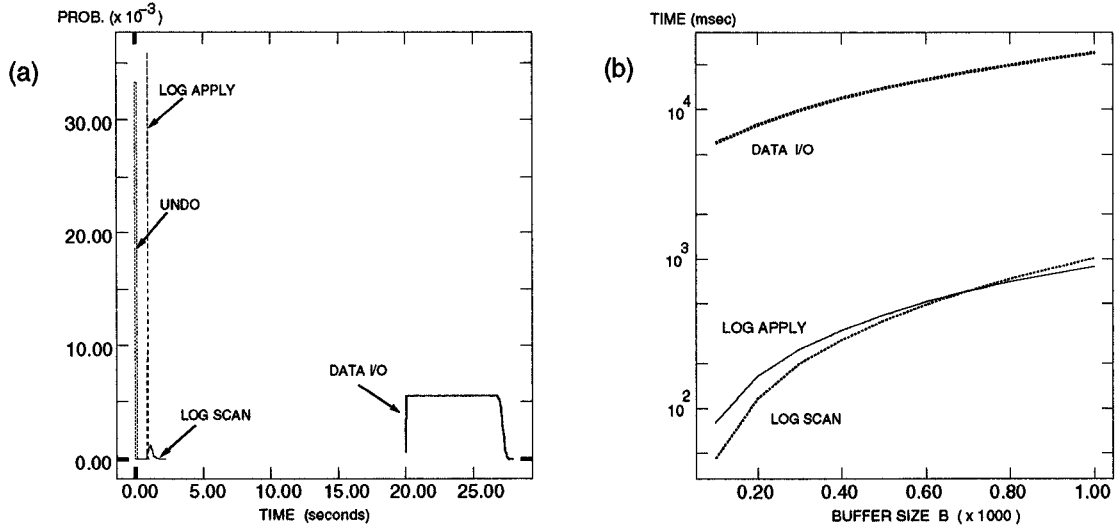 PROB. (x 10⁻³)
(a)
LOG APPLY
30.00
UNDO
20.00
10.00
DATA I/O
LOG SCAN
0.00
0.00 5.00 10.00 15.00 20.00 25.00
TIME (seconds)
TIME (msec)
(b)
10⁴
DATA I/O
10³
LOG APPLY
10²
LOG SCAN
0.20 0.40 0.60 0.80 1.00
BUFFER SIZE B (x 1000)